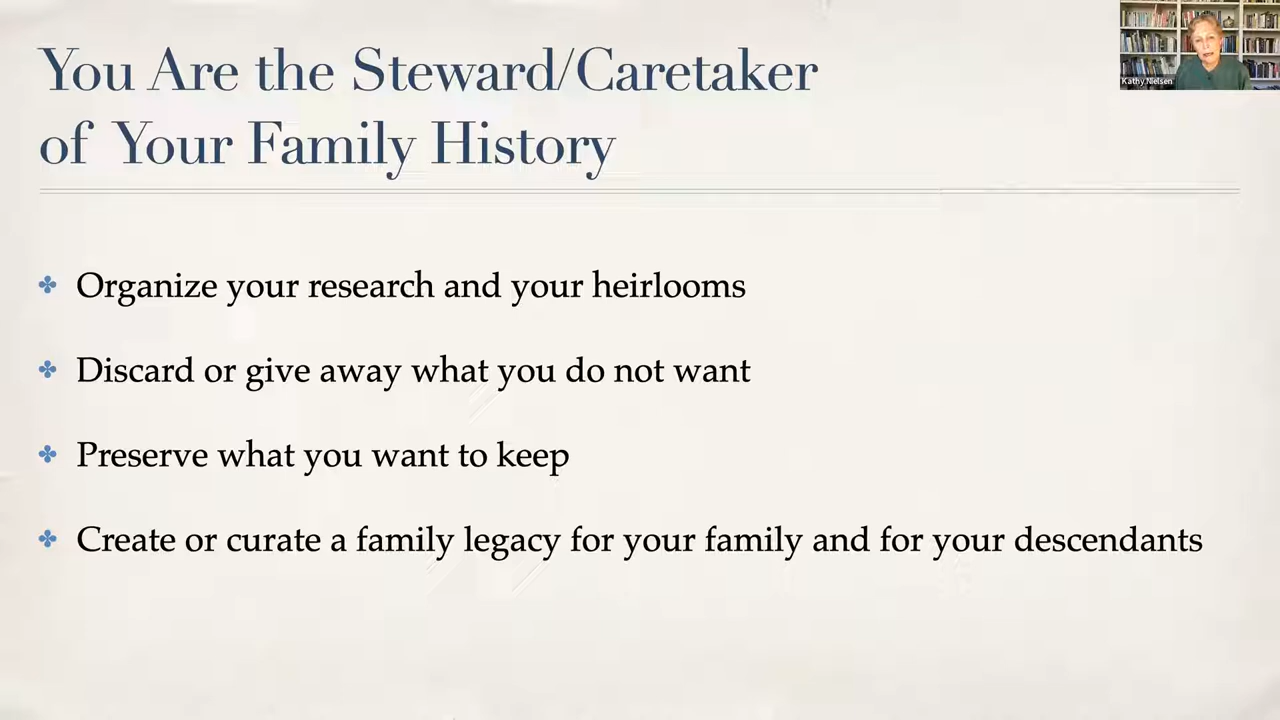 You Are the Steward/Caretaker
of Your Family History
Kathy Nielsen
Organize your research and your heirlooms
Discard or give away what you do not want
Preserve what you want to keep
Create or curate a family legacy for your family and for your descendants